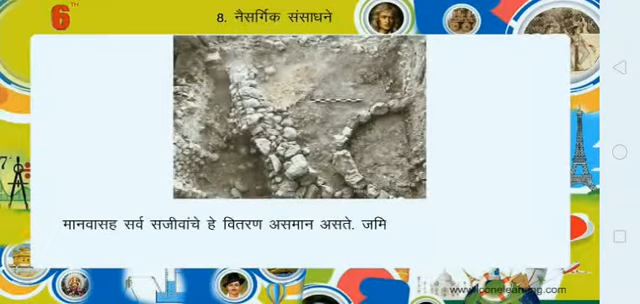 6TH
8. नैसर्गिक संसाधने
मानवासह सर्व सजीवांचे हे वितरण असमान असते. जमि
www.iconelearning.com